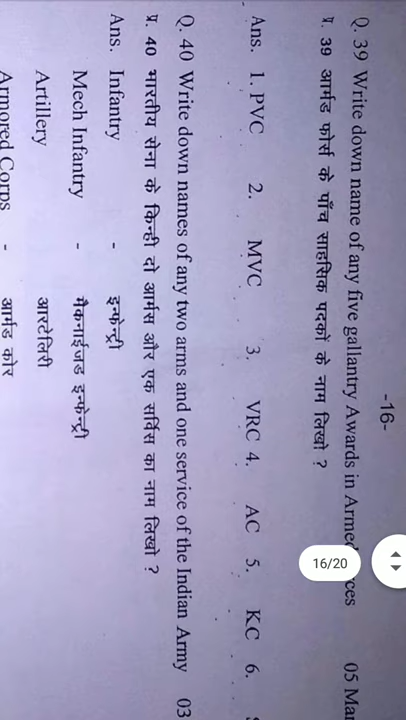 -16-
Q. 39 Write down name of any five gallantry Awards in Armed ces 05 Mar
प्र. 39 आर्मड फोर्स के पाँच साहसिक पदकों के नाम लिखो ?
Ans. 1. PVC 2. MVC 3. VRC 4. AC 5. KC 6.
Q. 40 Write down names of any two arms and one service of the Indian Army 03
प्र. 40 भारतीय सेना के किन्ही दो आर्मस और एक सर्विस का नाम लिखो ?
Ans. Infantry - इन्फेन्ट्री
Mech Infantry - मैकनाईजड इन्फेन्ट्री
Artillery आरटेलिरी
Armored Corps - आर्मड कोर
16/20